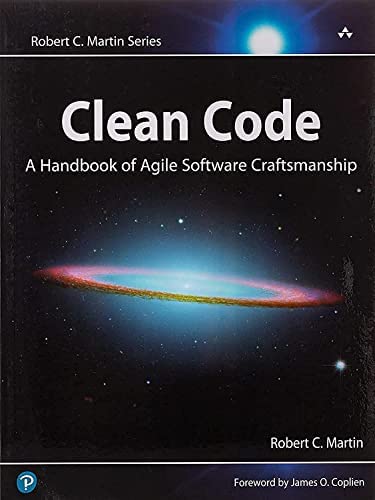 Robert C. Martin Series
Clean Code
A Handbook of Agile Software Craftsmanship
Robert C. Martin
Foreword by James O. Coplien
P